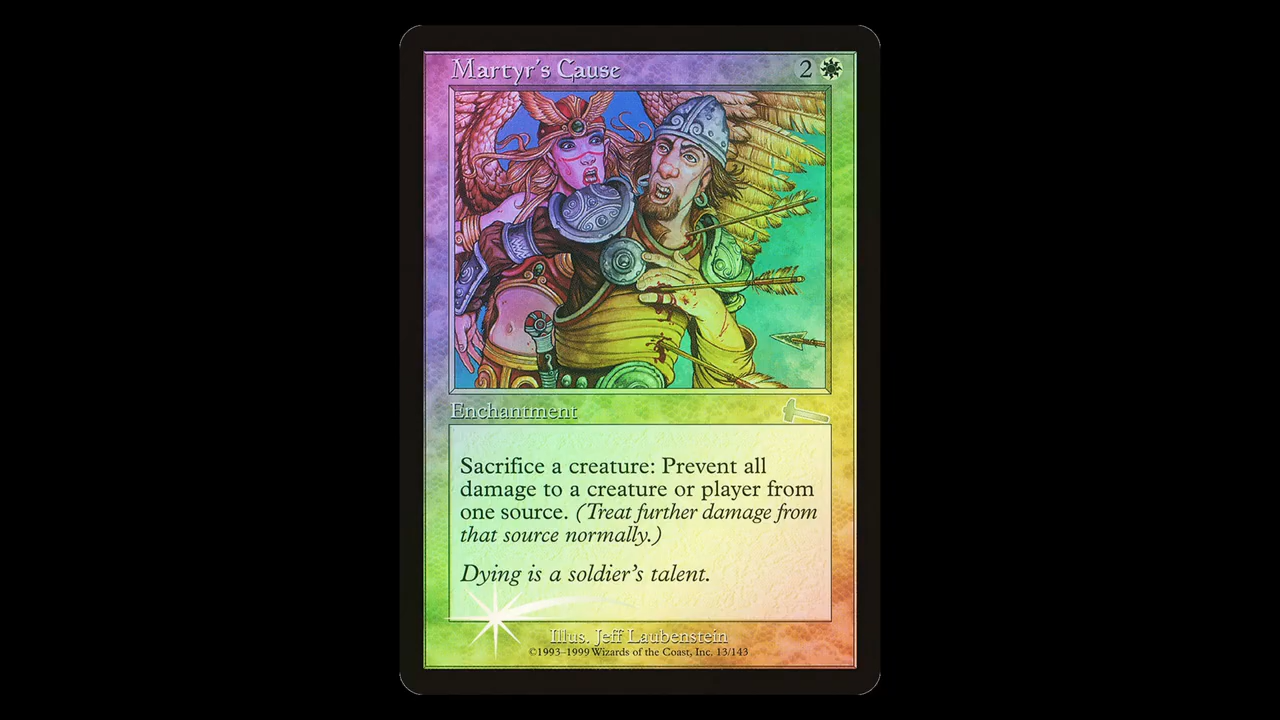 Martyr's Cause 2
Enchantment
Sacrifice a creature: Prevent all
damage to a creature or player from
one source. (Treat further damage from
that source normally.)
Dying is a soldier's talent.
Illus. Jeff Laubenstein
©1993–1999 Wizards of the Coast, Inc. 13/143